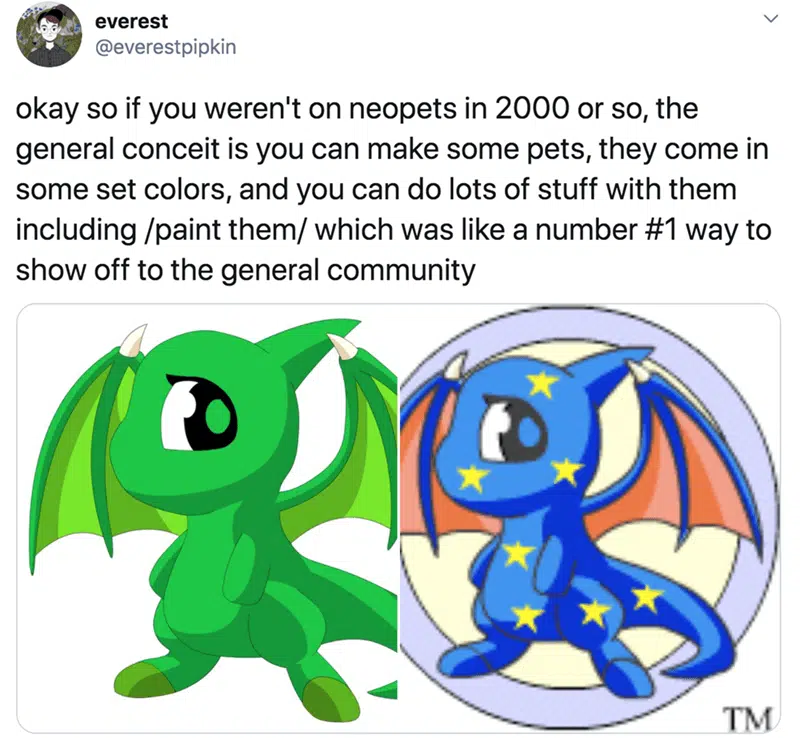 everest
@everestpipkin
okay so if you weren't on neopets in 2000 or so, the
general conceit is you can make some pets, they come in
some set colors, and you can do lots of stuff with them
including /paint them/ which was like a number #1 way to
show off to the general community
TM